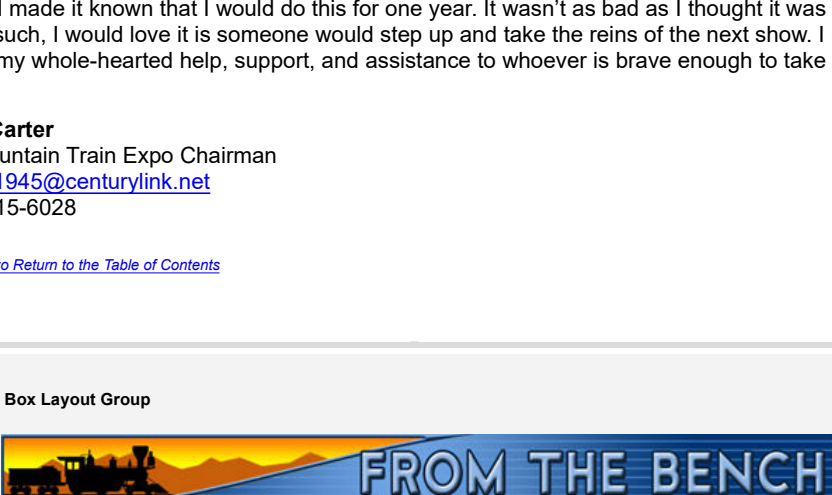 I made it known that I would do this for one year. It wasn't as bad as I thought it was
such, I would love it is someone would step up and take the reins of the next show. I
my whole-hearted help, support, and assistance to whoever is brave enough to take
Carter
untain Train Expo Chairman
1945@centurylink.net
15-6028
o Return to the Table of Contents
Box Layout Group
FROM THE BENCH